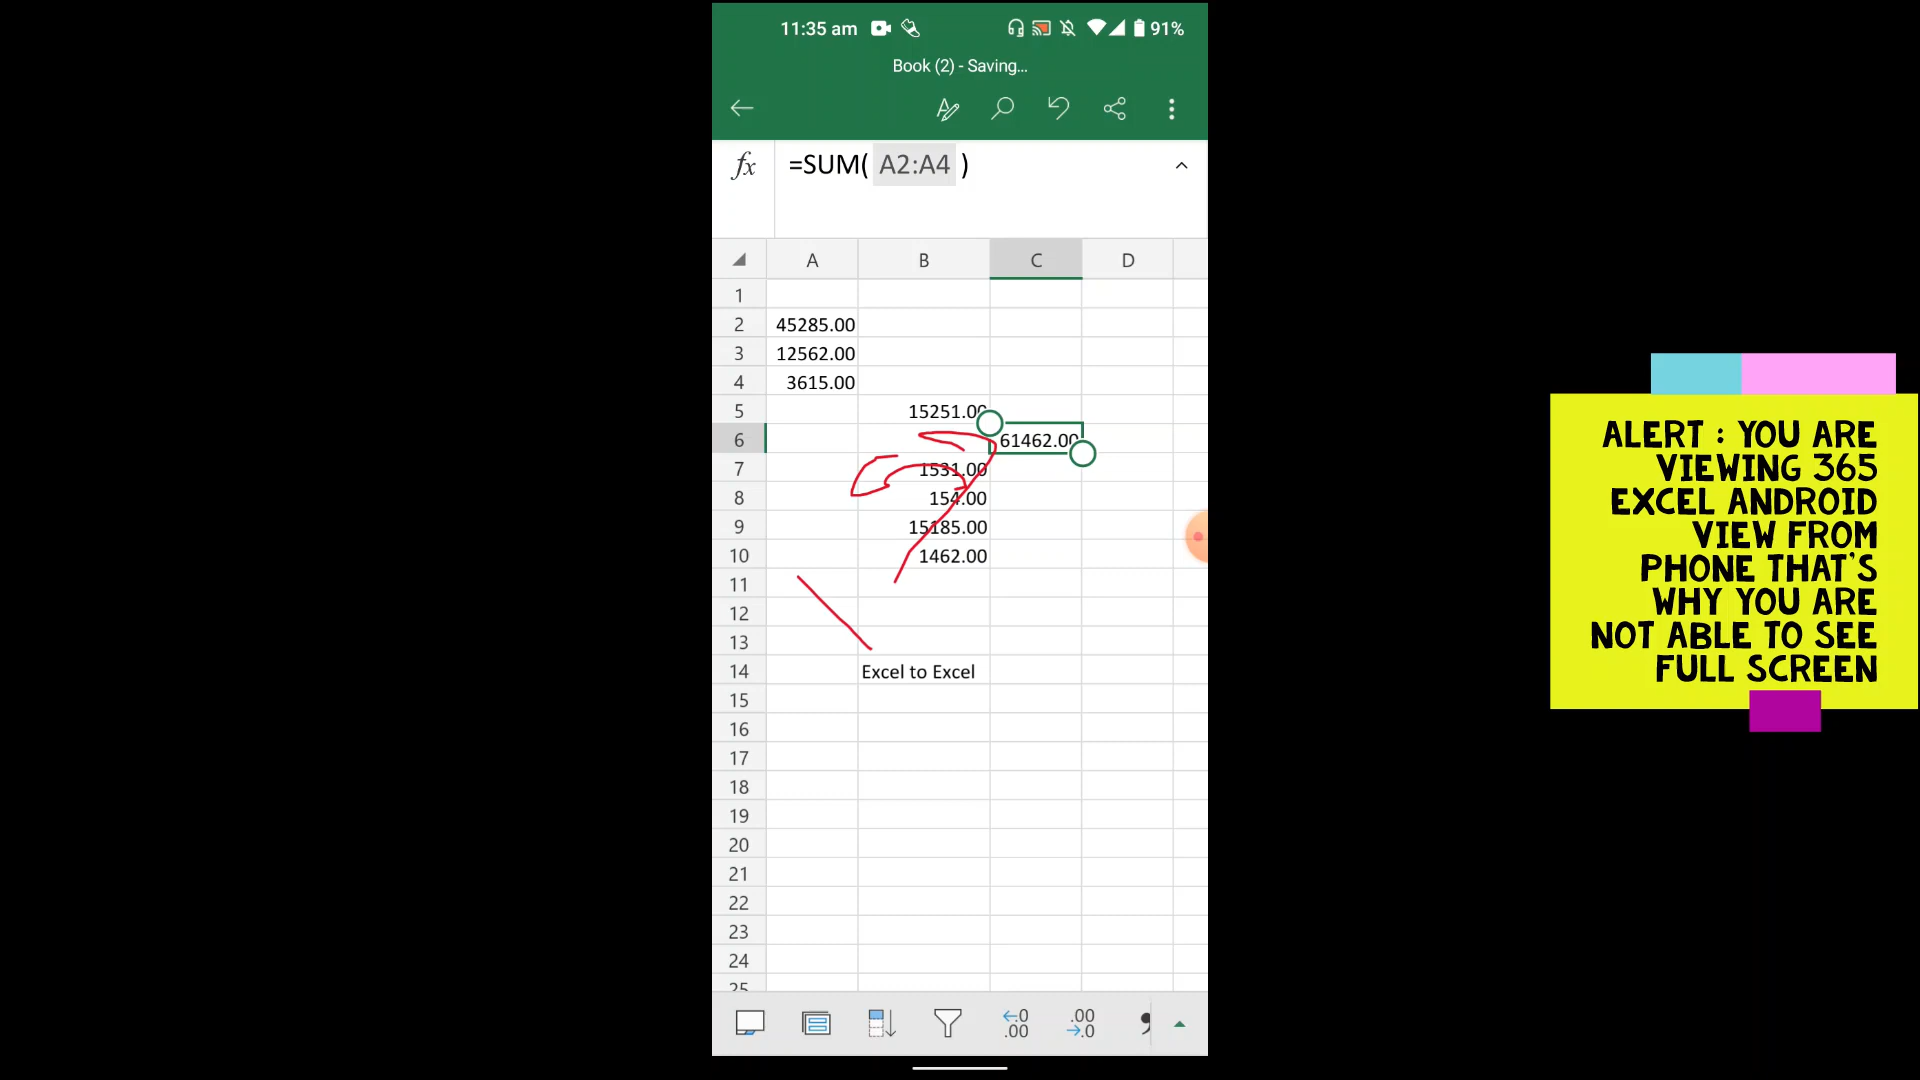 11:35 am 91%
Book (2) - Saving...
fx =SUM( A2:A4 )
A B C D
1
2 45285.00
3 12562.00
4 3615.00
5 15251.00
6 61462.00
7 1531.00
8 154.00
9 15185.00
10 1462.00
11
12
13
14 Excel to Excel
15
16
17
18
19
20
21
22
23
24
25
←.0 .00
.00 →.0
ALERT : YOU ARE
VIEWING 365
EXCEL ANDROID
VIEW FROM
PHONE THAT'S
WHY YOU ARE
NOT ABLE TO SEE
FULL SCREEN